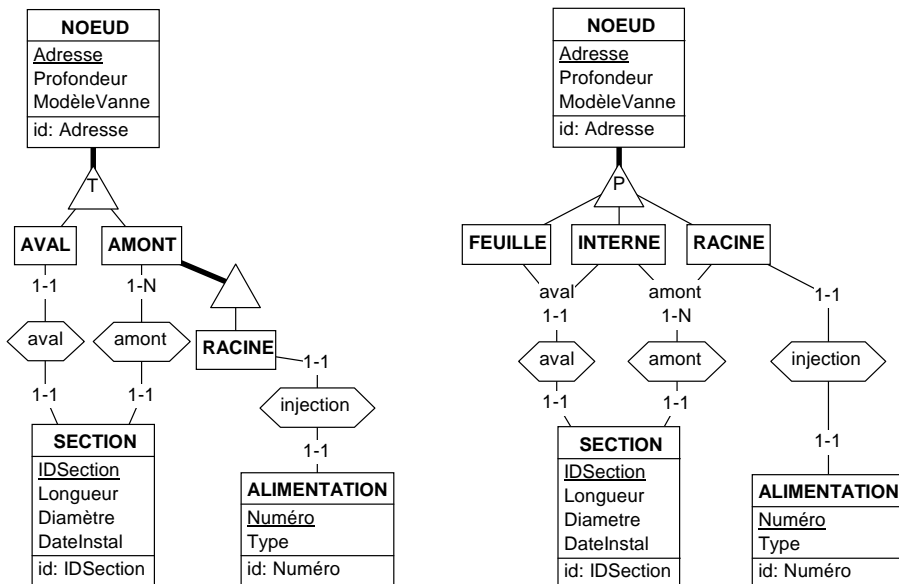 NOEUD
Adresse
Profondeur
ModèleVanne
id: Adresse
T
AVAL
AMONT
1-1
1-N
aval
amont
RACINE
1-1
1-1
1-1
injection
1-1
SECTION
IDSection
Longueur
Diamètre
DateInstal
id: IDSection
ALIMENTATION
Numéro
Type
id: Numéro
NOEUD
Adresse
Profondeur
ModèleVanne
id: Adresse
P
FEUILLE
INTERNE
RACINE
aval
1-1
amont
1-N
1-1
aval
amont
injection
1-1
1-1
1-1
SECTION
IDSection
Longueur
Diametre
DateInstal
id: IDSection
ALIMENTATION
Numéro
Type
id: Numéro